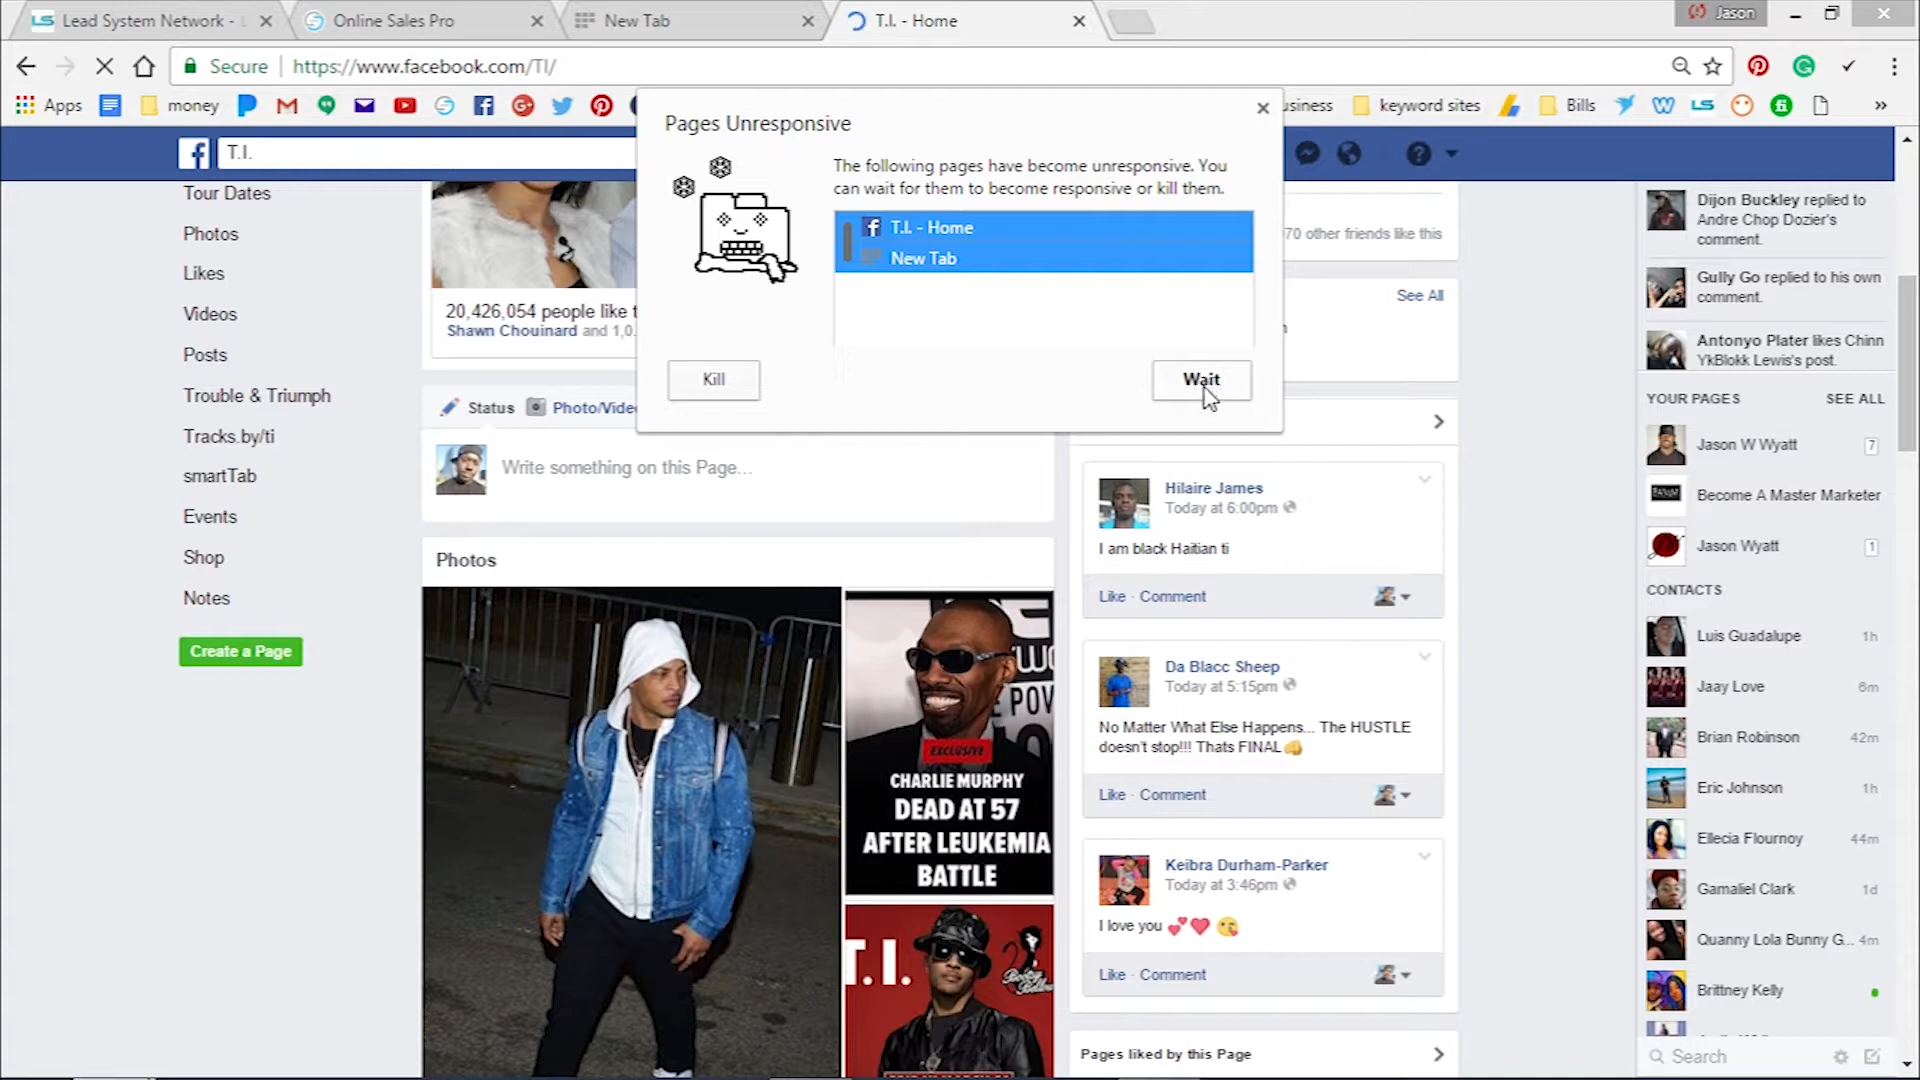 Lead System Network - L
Online Sales Pro
New Tab
T.I. - Home
Jason
Secure
https://www.facebook.com/TI/
Apps
money
usiness
keyword sites
Bills
T.I.
Pages Unresponsive
The following pages have become unresponsive. You
can wait for them to become responsive or kill them.
T.I. - Home
New Tab
Kill
Wait
Tour Dates
Photos
Likes
Videos
Posts
Trouble & Triumph
Tracks.by/ti
smartTab
Events
Shop
Notes
Create a Page
20,426,054 people like t
Shawn Chouinard and 1,0
Status
Photo/Vide
Write something on this Page...
Photos
EXCLUSIVE
CHARLIE MURPHY
DEAD AT 57
AFTER LEUKEMIA
BATTLE
T.I.
70 other friends like this
See All
Hilaire James
Today at 6:00pm
I am black Haitian ti
Like · Comment
Da Blacc Sheep
Today at 5:15pm
No Matter What Else Happens... The HUSTLE
doesn't stop!!! Thats FINAL
Like · Comment
Keibra Durham-Parker
Today at 3:46pm
I love you
Like · Comment
Pages liked by this Page
Dijon Buckley replied to
Andre Chop Dozier's
comment.
Gully Go replied to his own
comment.
Antonyo Plater likes Chinn
YkBlokk Lewis's post.
YOUR PAGES
SEE ALL
Jason W Wyatt
7
Become A Master Marketer
Jason Wyatt
1
CONTACTS
Luis Guadalupe
1h
Jaay Love
6m
Brian Robinson
42m
Eric Johnson
1h
Ellecia Flournoy
44m
Gamaliel Clark
1d
Quanny Lola Bunny G...
4m
Brittney Kelly
Search